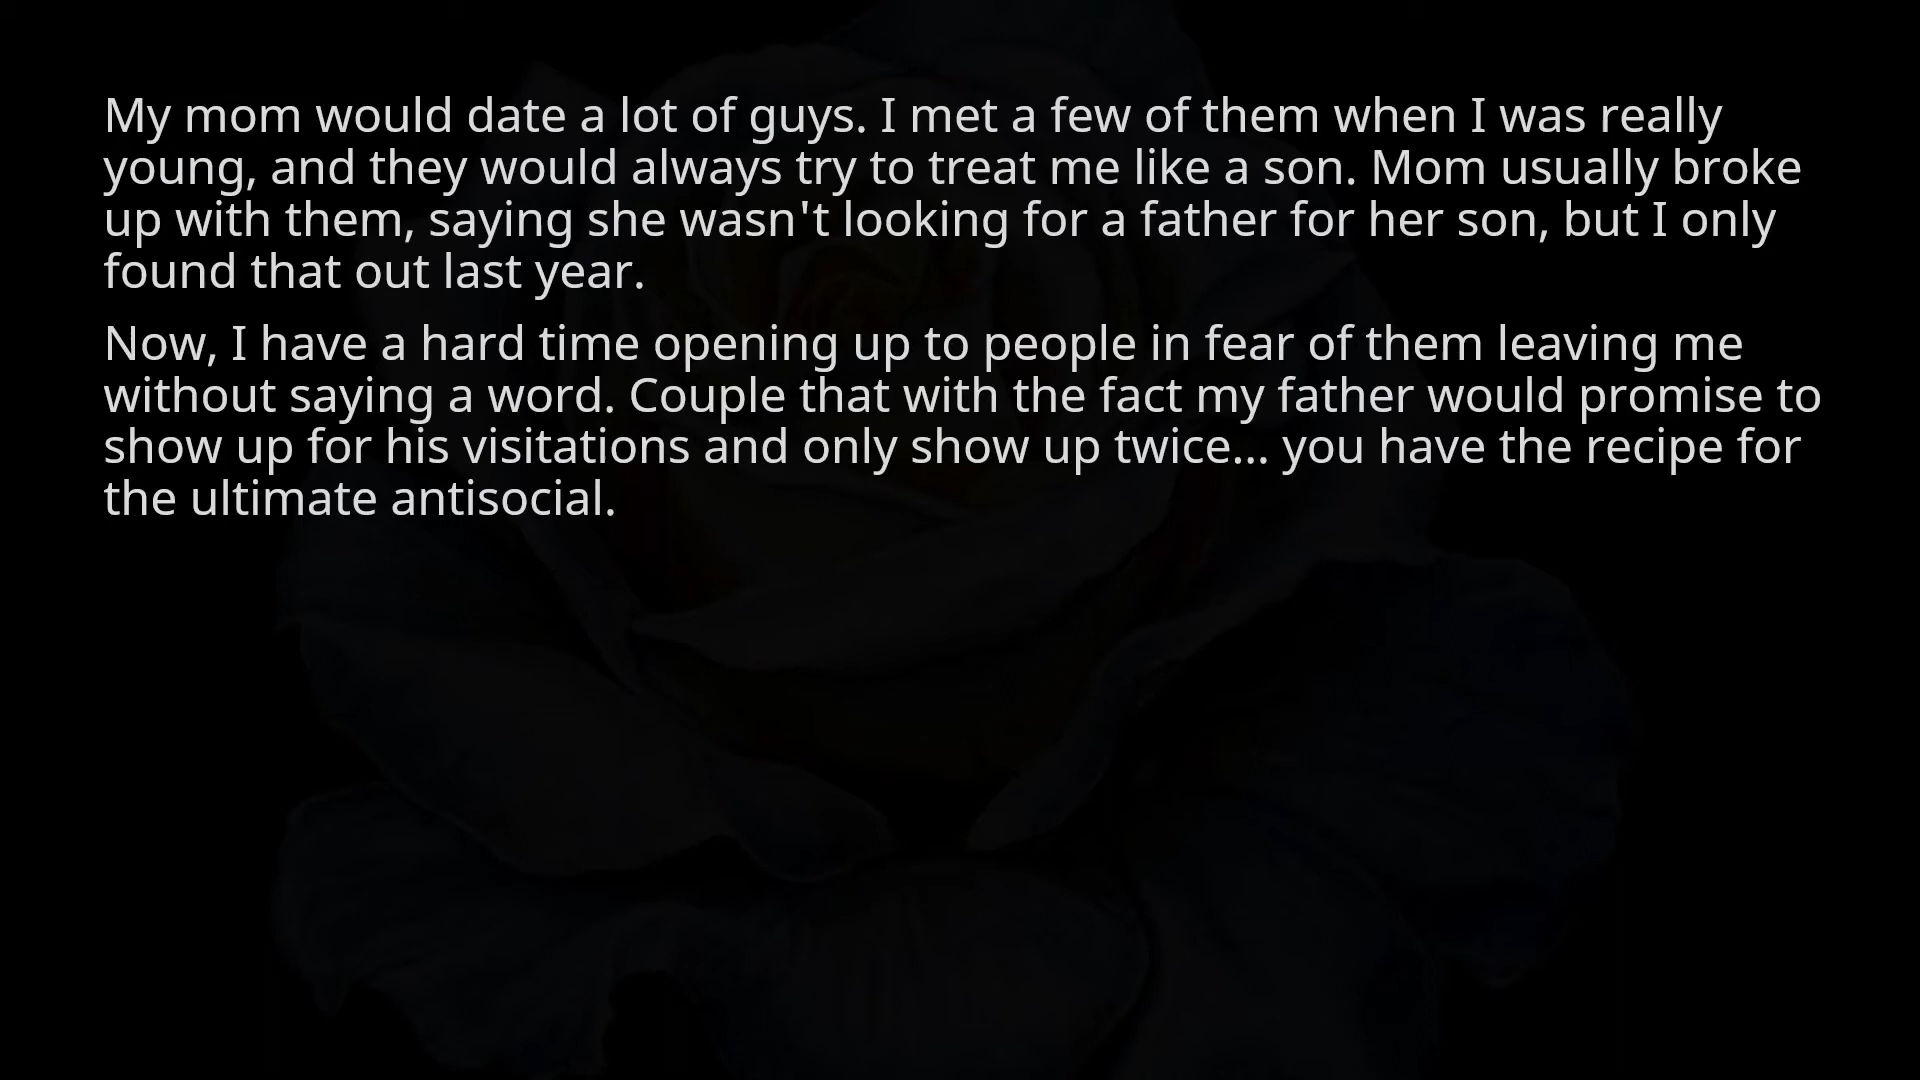 My mom would date a lot of guys. I met a few of them when I was really
young, and they would always try to treat me like a son. Mom usually broke
up with them, saying she wasn't looking for a father for her son, but I only
found that out last year.
Now, I have a hard time opening up to people in fear of them leaving me
without saying a word. Couple that with the fact my father would promise to
show up for his visitations and only show up twice... you have the recipe for
the ultimate antisocial.